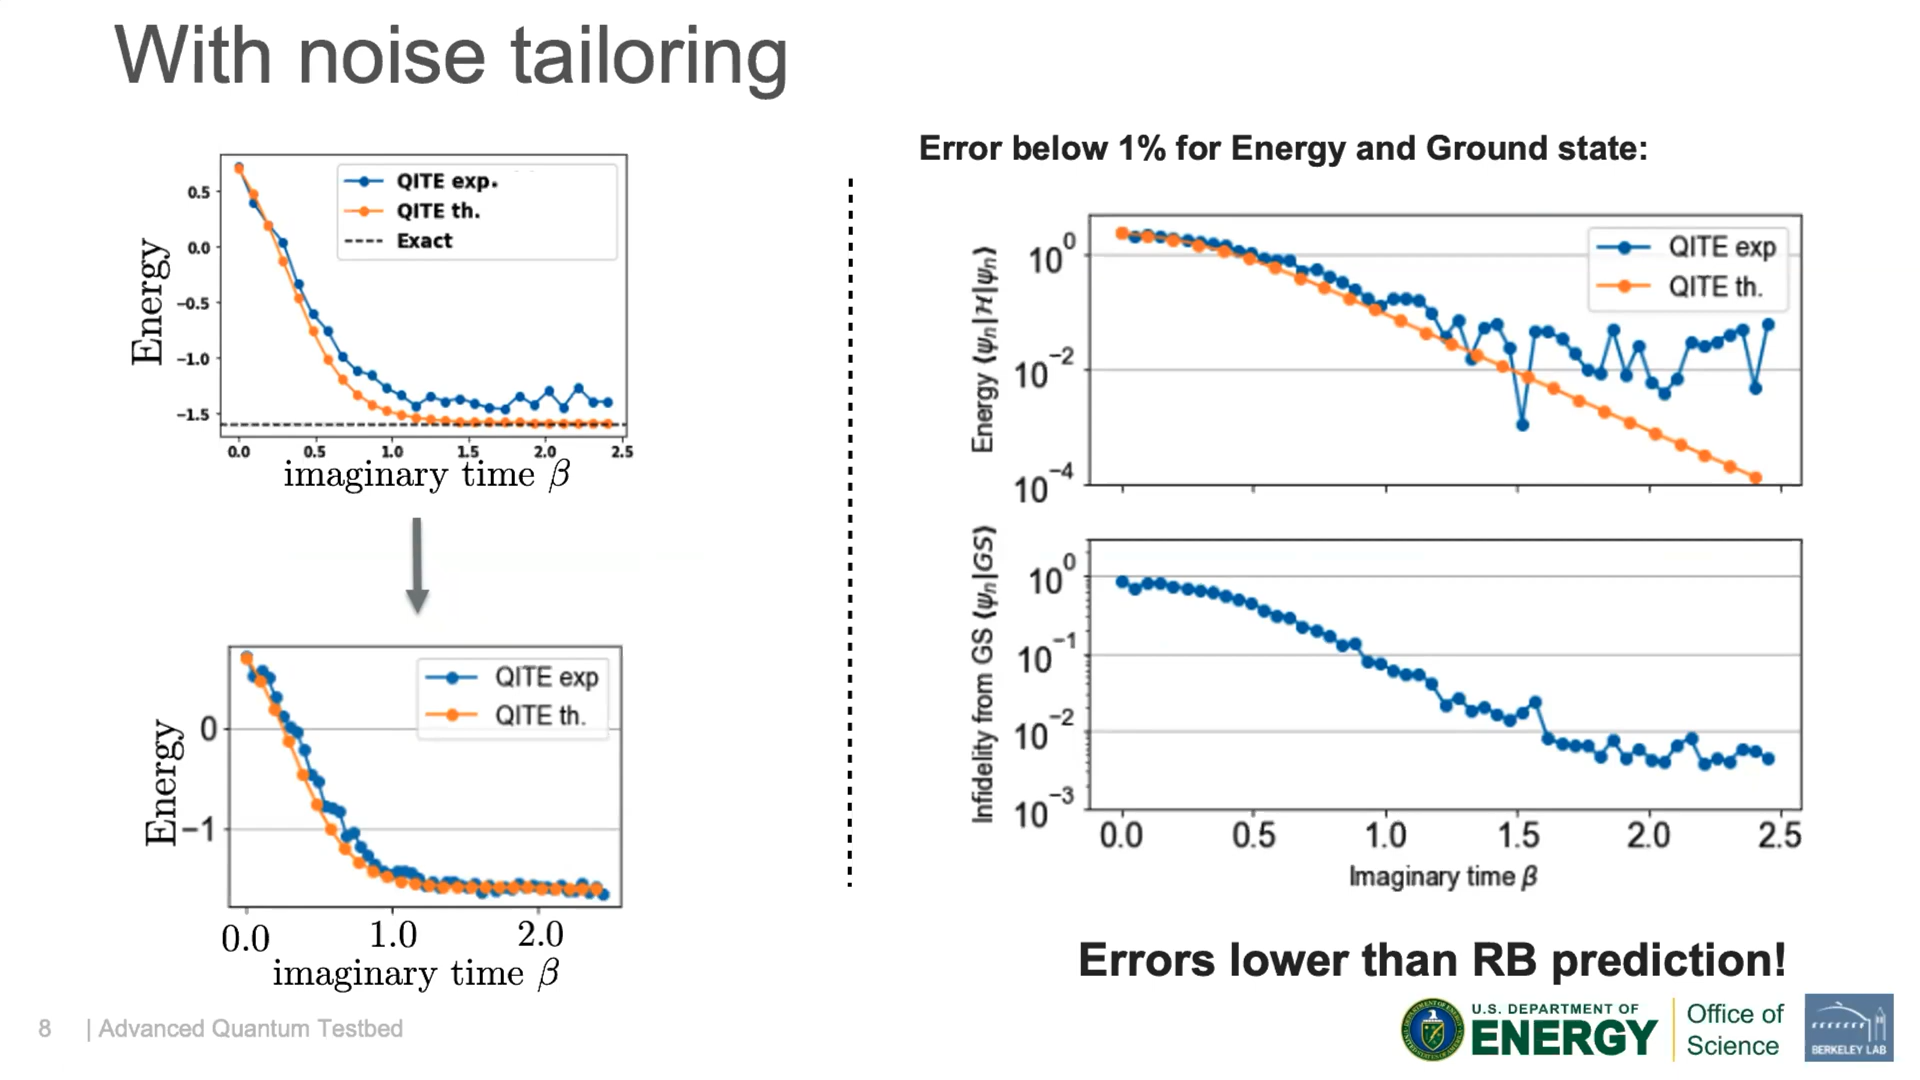 With noise tailoring
Energy
0.5
0.0
−0.5
−1.0
−1.5
QITE exp.
QITE th.
Exact
0.0 0.5 1.0 1.5 2.0 2.5
imaginary time β
Energy
0
−1
QITE exp
QITE th.
0.0 1.0 2.0
imaginary time β
Error below 1% for Energy and Ground state:
Energy ⟨ψn|H|ψn⟩
10^0
10^−2
10^−4
QITE exp
QITE th.
Infidelity from GS ⟨ψn|GS⟩
10^0
10^−1
10^−2
10^−3
0.0 0.5 1.0 1.5 2.0 2.5
Imaginary time β
Errors lower than RB prediction!
8 | Advanced Quantum Testbed
U.S. DEPARTMENT OF
ENERGY
Office of
Science
BERKELEY LAB